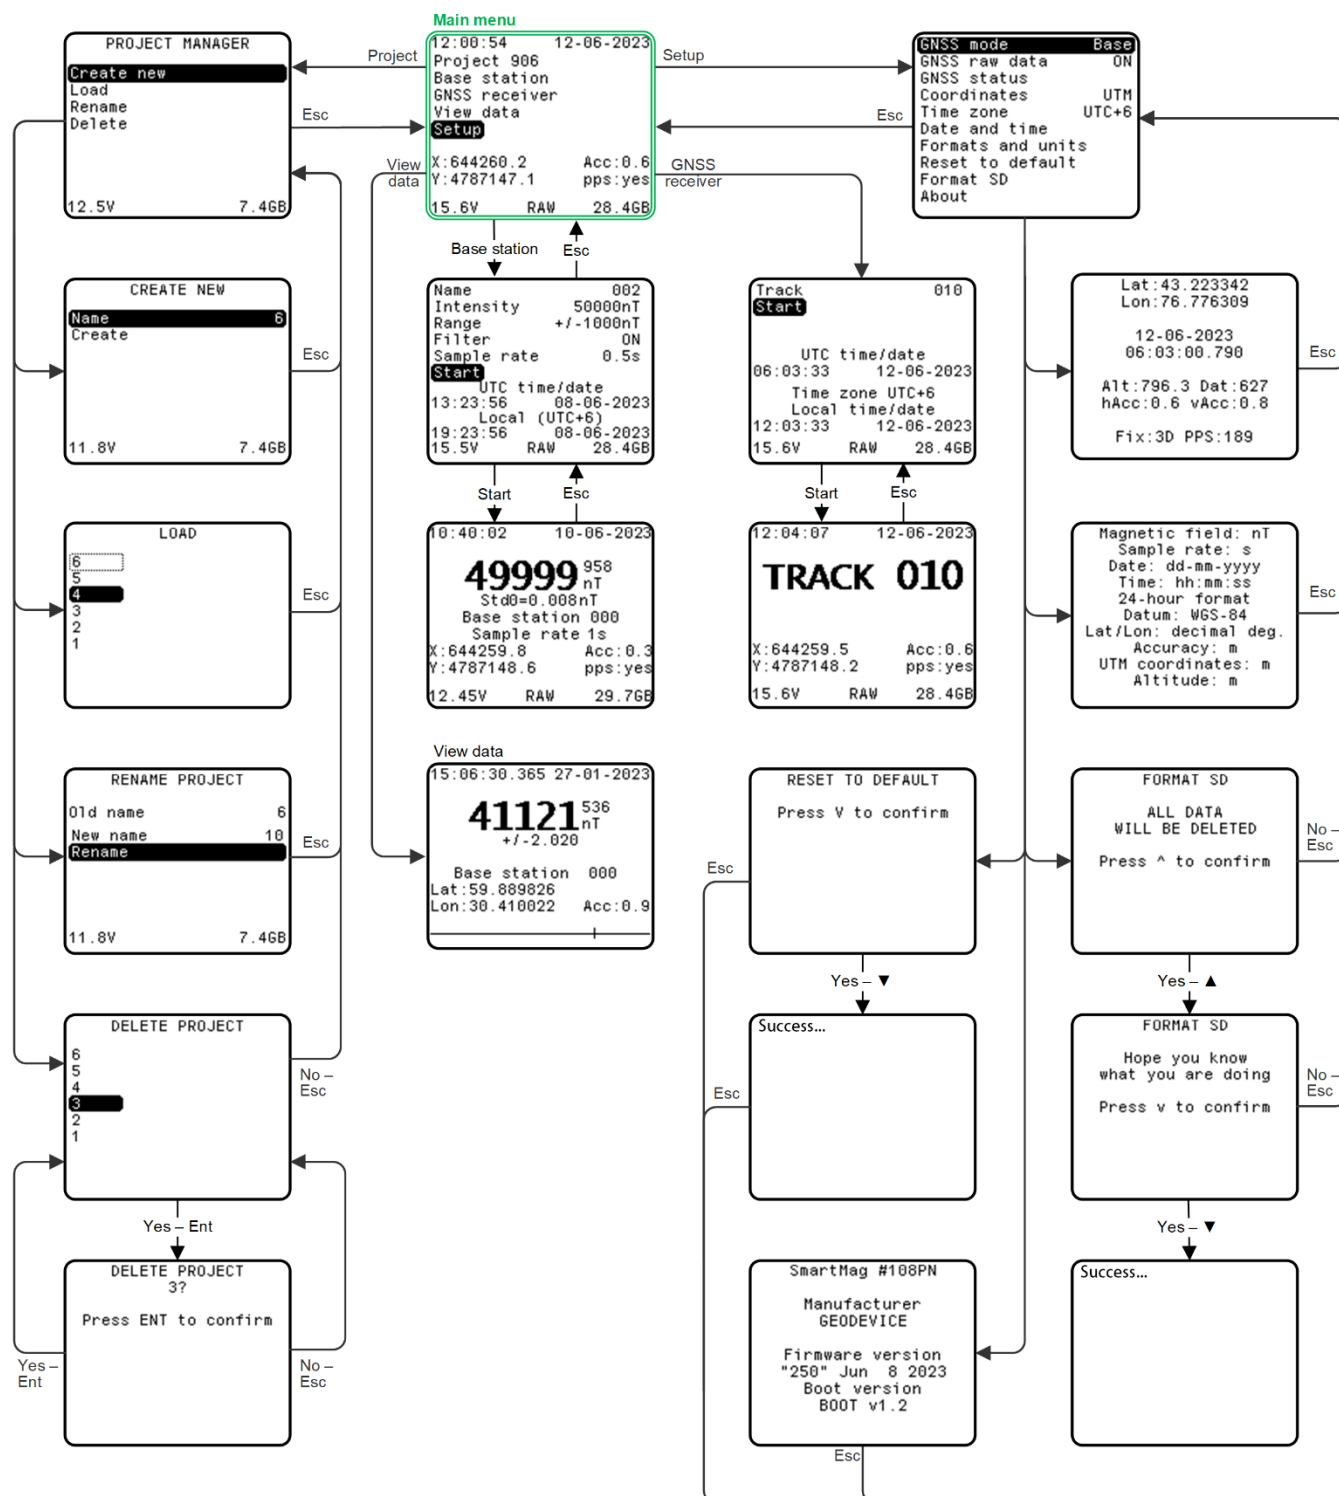 Main menu
PROJECT MANAGER
Create new
Load
Rename
Delete
12.5V 7.4GB
Project
Esc
12:00:54 12-06-2023
Project 906
Base station
GNSS receiver
View data
Setup
X:644260.2 Acc:0.6
Y:4787147.1 pps:yes
15.6V RAW 28.4GB
Setup
Esc
View
data
GNSS
receiver
GNSS mode Base
GNSS raw data ON
GNSS status
Coordinates UTM
Time zone UTC+6
Date and time
Formats and units
Reset to default
Format SD
About
Base station
Esc
CREATE NEW
Name 6
Create
11.8V 7.4GB
Esc
Name 002
Intensity 50000nT
Range +/-1000nT
Filter ON
Sample rate 0.5s
Start
UTC time/date
13:23:56 08-06-2023
Local (UTC+6)
19:23:56 08-06-2023
15.5V RAW 28.4GB
Track 010
Start
UTC time/date
06:03:33 12-06-2023
Time zone UTC+6
Local time/date
12:03:33 12-06-2023
15.6V RAW 28.4GB
Lat:43.223342
Lon:76.776309
12-06-2023
06:03:00.790
Alt:796.3 Dat:627
hAcc:0.6 vAcc:0.8
Fix:3D PPS:189
Esc
Start
Esc
Start
Esc
LOAD
6
5
4
3
2
1
Esc
10:40:02 10-06-2023
49999 958
nT
Std0=0.008nT
Base station 000
Sample rate 1s
X:644259.8 Acc:0.3
Y:4787148.6 pps:yes
12.45V RAW 29.7GB
12:04:07 12-06-2023
TRACK 010
X:644259.5 Acc:0.6
Y:4787148.2 pps:yes
15.6V RAW 28.4GB
Magnetic field: nT
Sample rate: s
Date: dd-mm-yyyy
Time: hh:mm:ss
24-hour format
Datum: WGS-84
Lat/Lon: decimal deg.
Accuracy: m
UTM coordinates: m
Altitude: m
Esc
RENAME PROJECT
Old name 6
New name 10
Rename
11.8V 7.4GB
Esc
View data
15:06:30.365 27-01-2023
41121 536
nT
+/-2.020
Base station 000
Lat:59.889826
Lon:30.410022 Acc:0.9
RESET TO DEFAULT
Press V to confirm
Esc
FORMAT SD
ALL DATA
WILL BE DELETED
Press ^ to confirm
No –
Esc
Yes – ▼
Yes – ▲
DELETE PROJECT
6
5
4
3
2
1
No –
Esc
Success...
Esc
FORMAT SD
Hope you know
what you are doing
Press v to confirm
No –
Esc
Yes – Ent
Yes – ▼
DELETE PROJECT
3?
Press ENT to confirm
Yes –
Ent
No –
Esc
SmartMag #108PN
Manufacturer
GEODEVICE
Firmware version
"250" Jun 8 2023
Boot version
BOOT v1.2
Esc
Success...